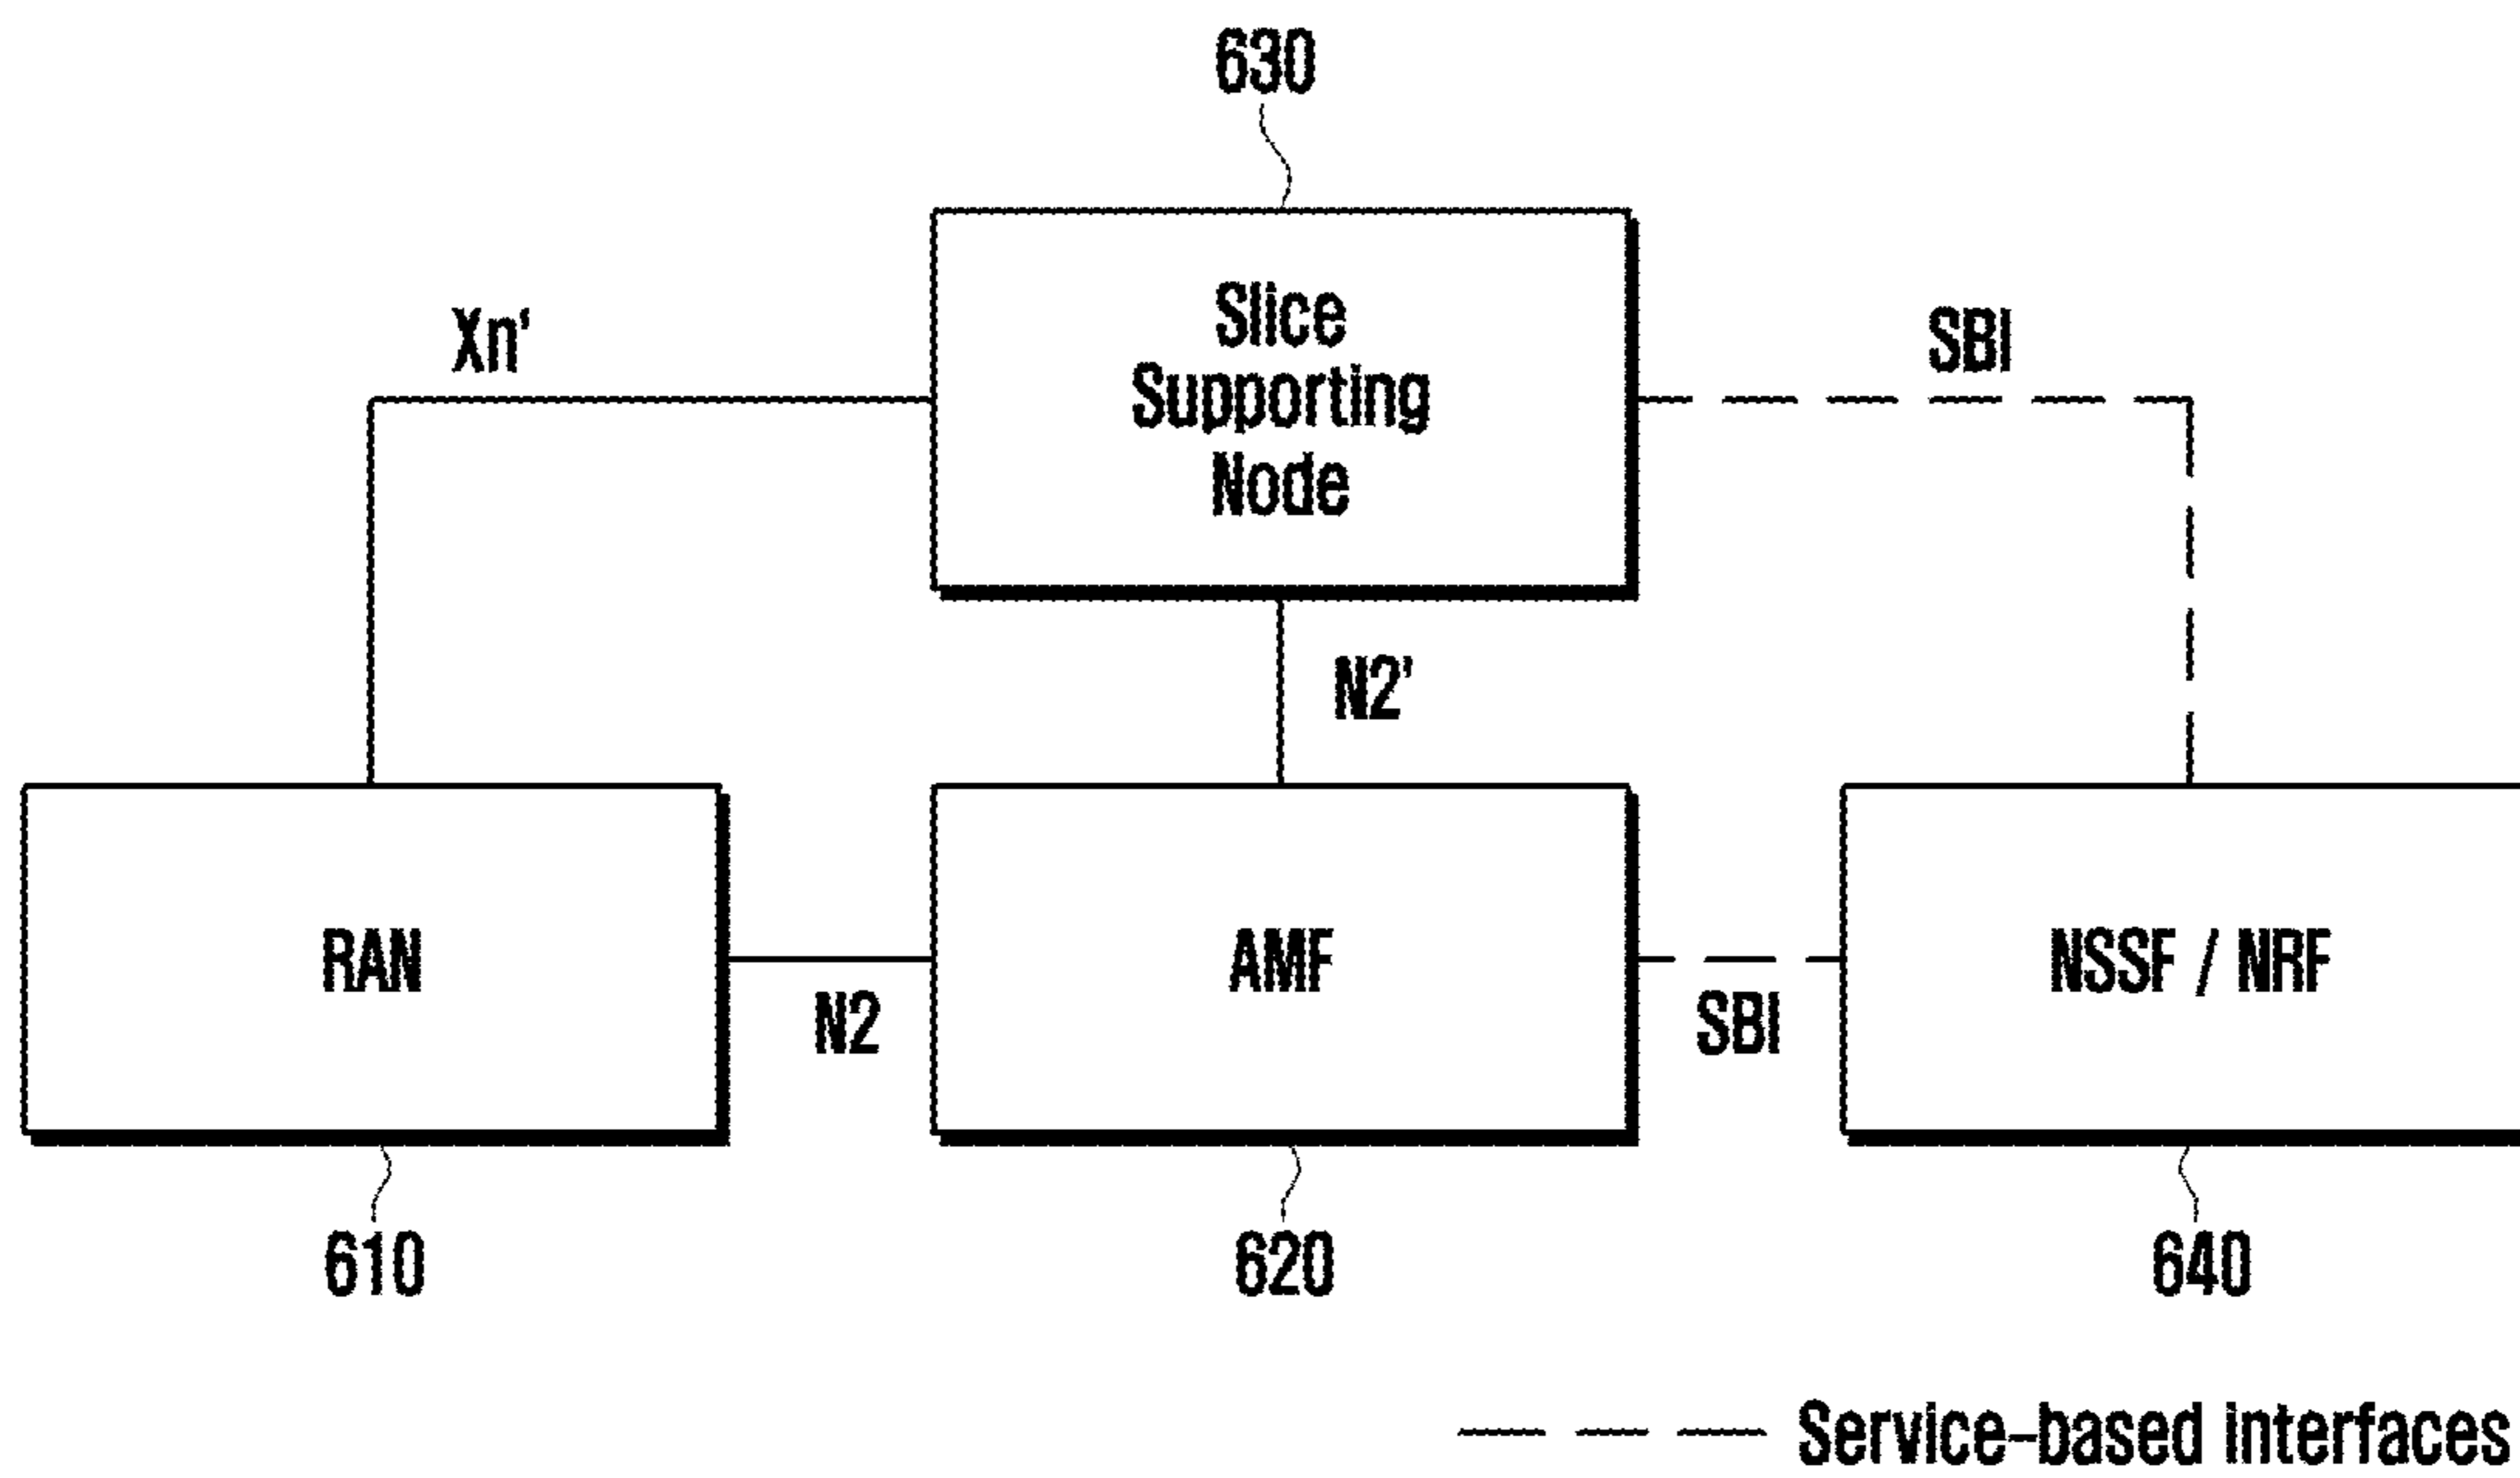 630
Slice
Supporting
Node
Xn'
SBI
N2'
RAN
AMF
NSSF / NRF
N2
SBI
610
620
640
Service-based interfaces